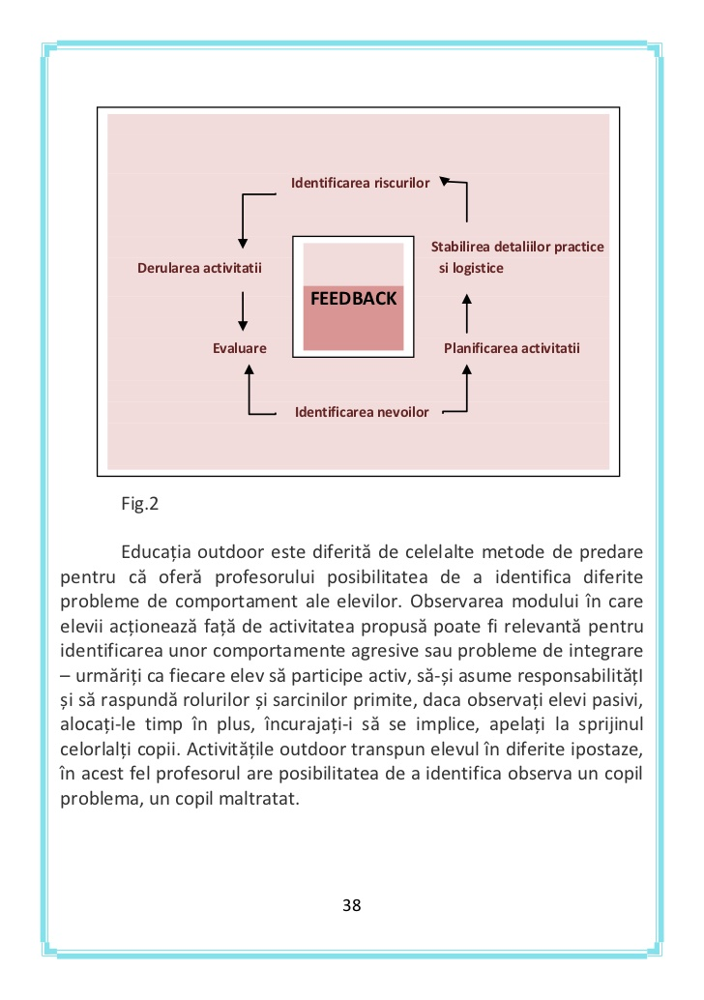 Identificarea riscurilor
Stabilirea detaliilor practice
si logistice
Derularea activitatii
FEEDBACK
Evaluare
Planificarea activitatii
Identificarea nevoilor
Fig.2
Educația outdoor este diferită de celelalte metode de predare
pentru că oferă profesorului posibilitatea de a identifica diferite
probleme de comportament ale elevilor. Observarea modului în care
elevii acționează față de activitatea propusă poate fi relevantă pentru
identificarea unor comportamente agresive sau probleme de integrare
– urmăriți ca fiecare elev să participe activ, să-și asume responsabilitățI
și să raspundă rolurilor și sarcinilor primite, daca observați elevi pasivi,
alocați-le timp în plus, încurajați-i să se implice, apelați la sprijinul
celorlalți copii. Activitățile outdoor transpun elevul în diferite ipostaze,
în acest fel profesorul are posibilitatea de a identifica observa un copil
problema, un copil maltratat.
38